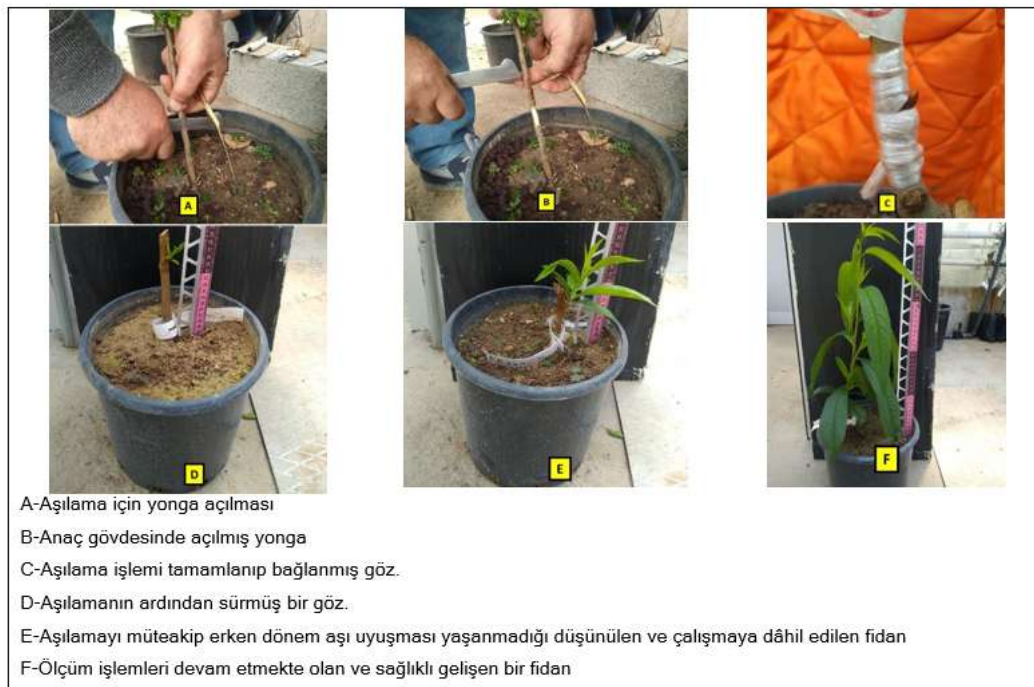 A
B
C
D
E
F
A-Aşılama için yonga açılması
B-Anaç gövdesinde açılmış yonga
C-Aşılama işlemi tamamlanıp bağlanmış göz.
D-Aşılamanın ardından sürmüş bir göz.
E-Aşılamayı müteakip erken dönem aşı uyuşması yaşanmadığı düşünülen ve çalışmaya dâhil edilen fidan
F-Ölçüm işlemleri devam etmekte olan ve sağlıklı gelişen bir fidan